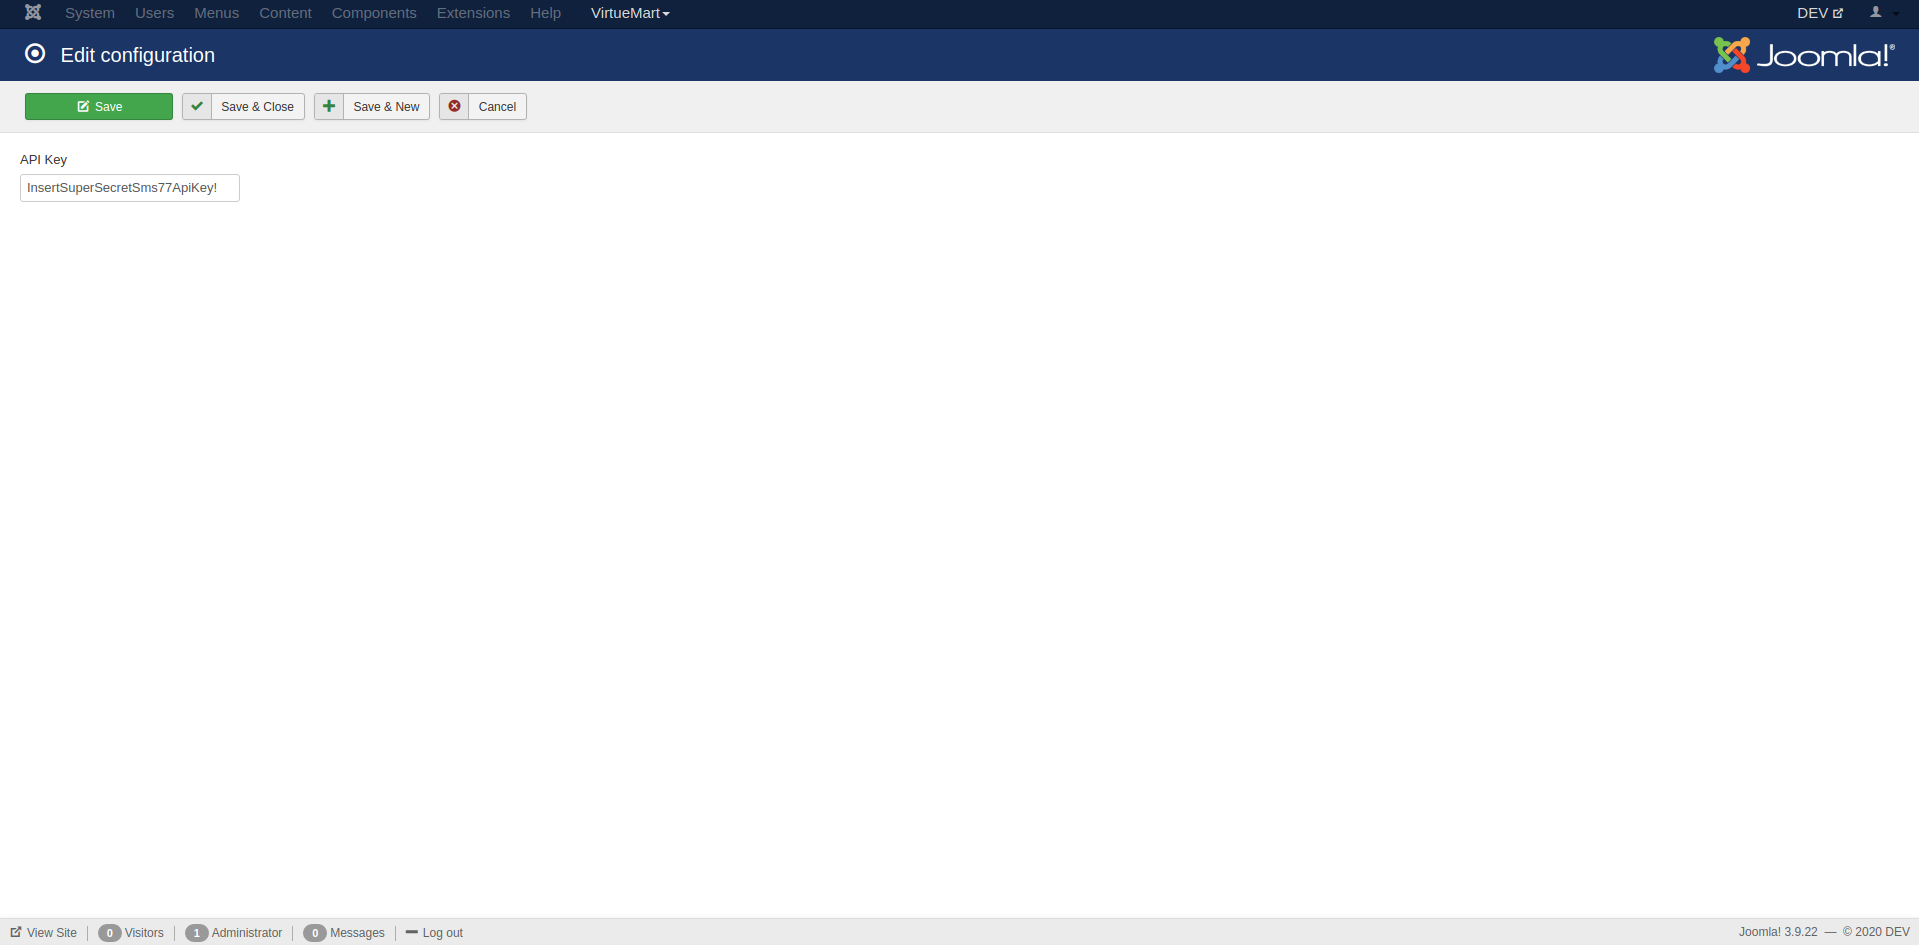 System Users Menus Content Components Extensions Help VirtueMart DEV
Edit configuration Joomla!®
Save Save & Close Save & New Cancel
API Key
InsertSuperSecretSms77ApiKey!
View Site 0 Visitors 1 Administrator 0 Messages Log out Joomla! 3.9.22 — © 2020 DEV